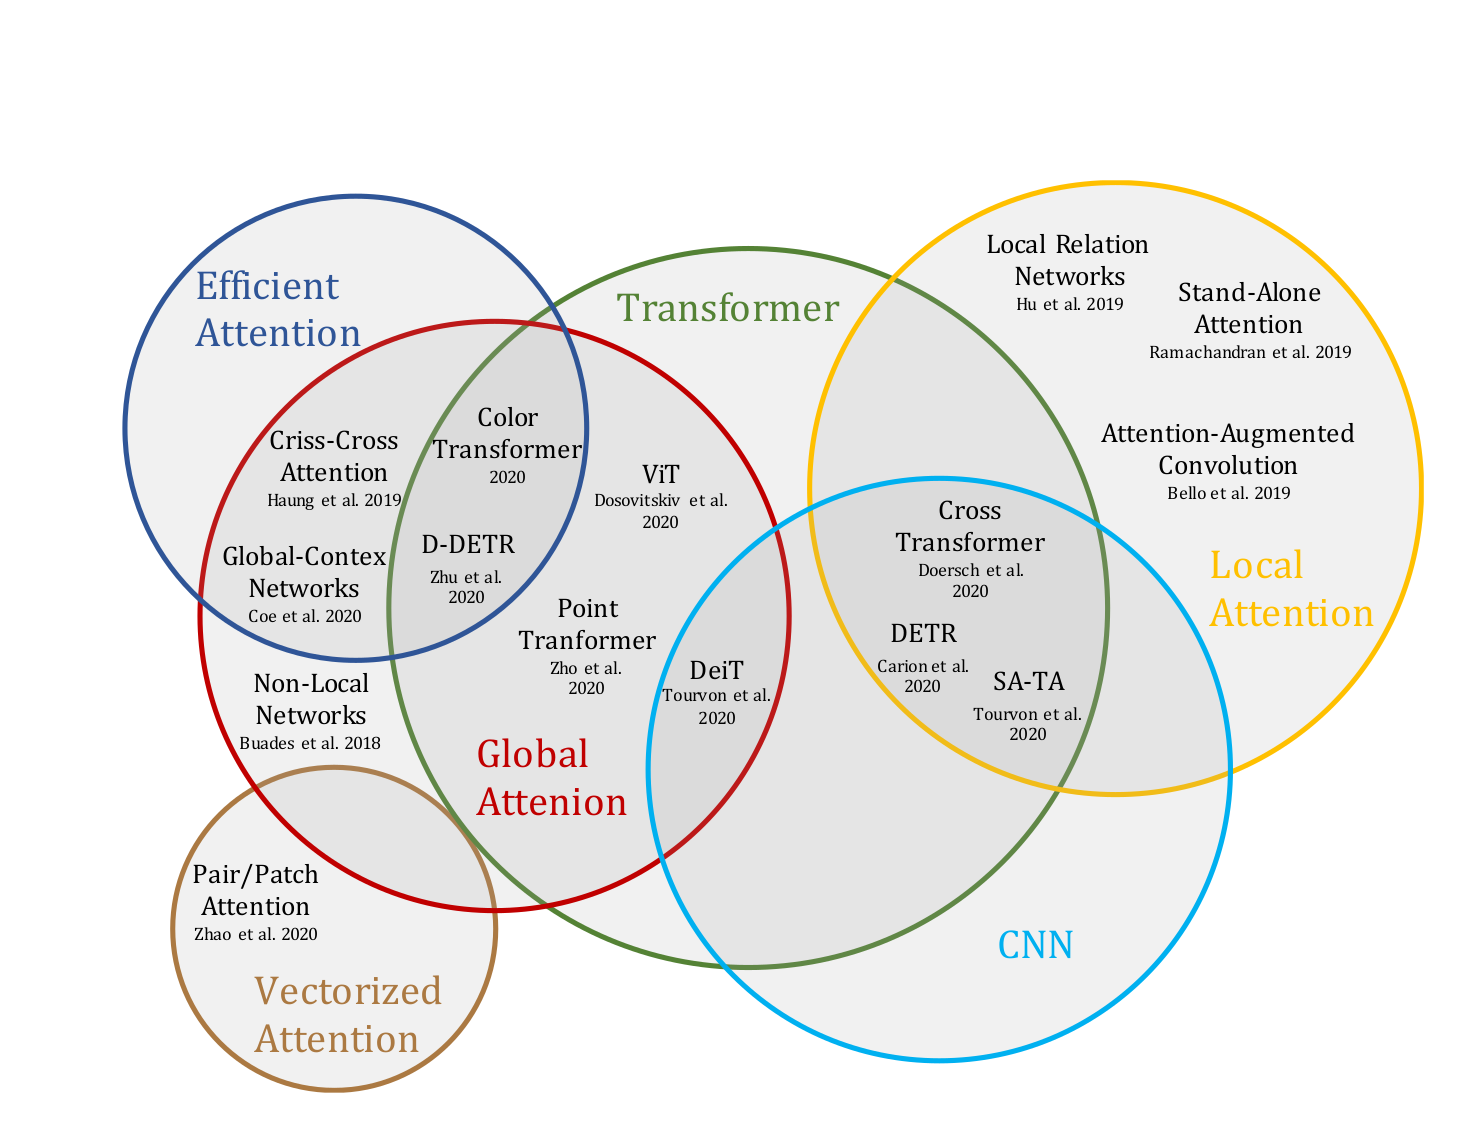 Efficient
Attention
Transformer
Local Relation
Networks
Hu et al. 2019
Stand-Alone
Attention
Ramachandran et al. 2019
Criss-Cross
Attention
Haung et al. 2019
Color
Transformer
2020
ViT
Dosovitskiv et al.
2020
Attention-Augmented
Convolution
Bello et al. 2019
Global-Contex
Networks
Coe et al. 2020
D-DETR
Zhu et al.
2020
Cross
Transformer
Doersch et al.
2020
Local
Attention
Point
Tranformer
Zho et al.
2020
DETR
Carion et al.
2020
SA-TA
Tourvon et al.
2020
DeiT
Tourvon et al.
2020
Non-Local
Networks
Buades et al. 2018
Global
Attenion
Pair/Patch
Attention
Zhao et al. 2020
CNN
Vectorized
Attention